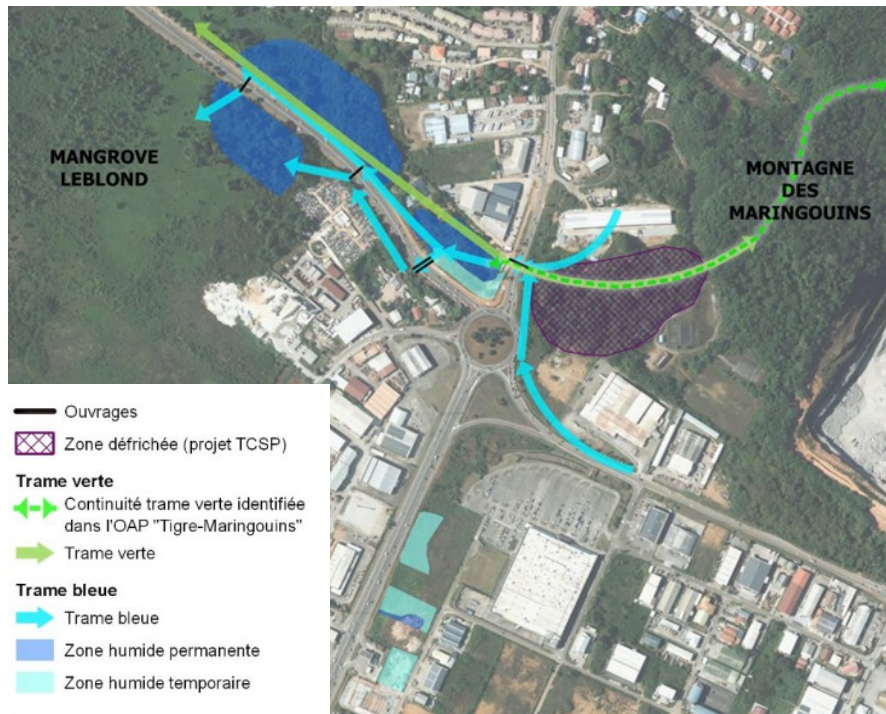 MANGROVE
LEBLOND
MONTAGNE
DES
MARINGOUINS
Ouvrages
Zone défrichée (projet TCSP)
Trame verte
Continuité trame verte identifiée
dans l'OAP "Tigre-Maringouins"
Trame verte
Trame bleue
Trame bleue
Zone humide permanente
Zone humide temporaire